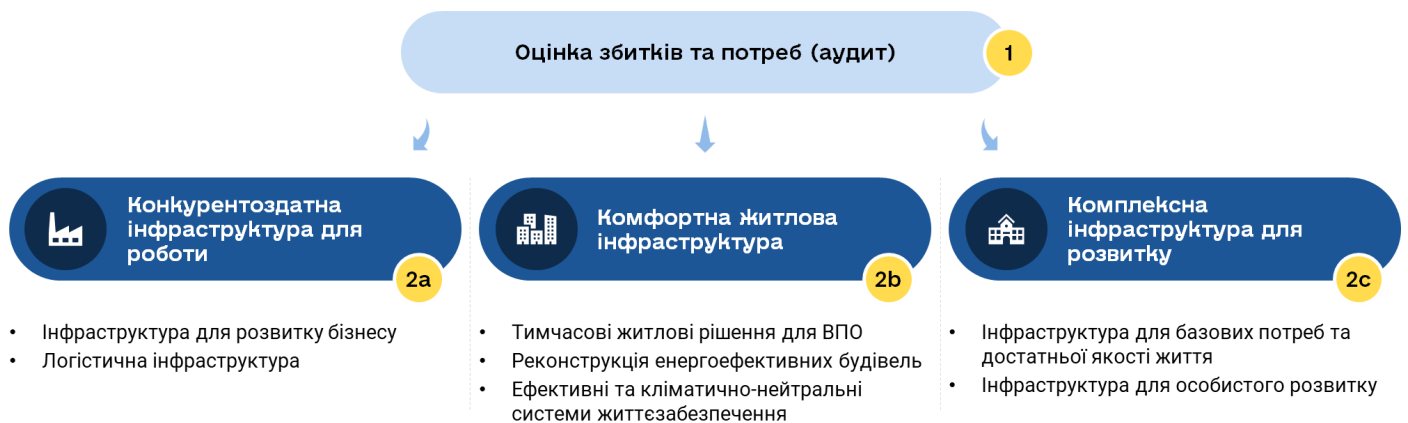 Оцінка збитків та потреб (аудит)
1
Конкурентоздатна
інфраструктура для
роботи
2a
• Інфраструктура для розвитку бізнесу
• Логістична інфраструктура
Комфортна житлова
інфраструктура
2b
• Тимчасові житлові рішення для ВПО
• Реконструкція енергоефективних будівель
• Ефективні та кліматично-нейтральні
системи життєзабезпечення
Комплексна
інфраструктура для
розвитку
2c
• Інфраструктура для базових потреб та
достатньої якості життя
• Інфраструктура для особистого розвитку